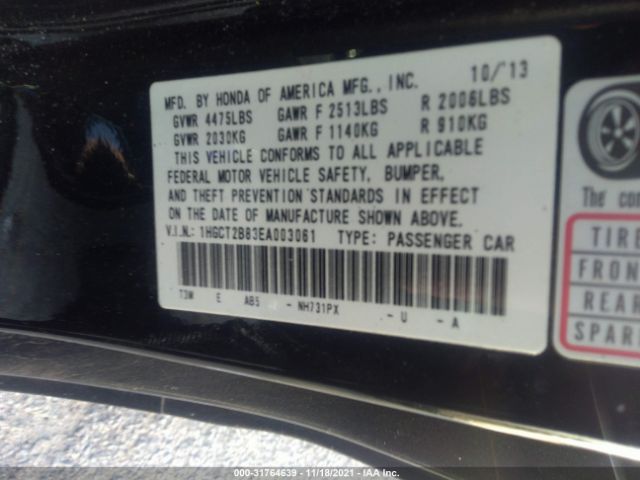 MFD. BY HONDA OF AMERICA MFG., INC. 10/'13
GVWR 4475LBS GAWR F 2513LBS R 2006LBS
GVWR 2030KG GAWR F 1140KG R 910KG
THIS VEHICLE CONFORMS TO ALL APPLICABLE
FEDERAL MOTOR VEHICLE SAFETY, BUMPER,
AND THEFT PREVENTION STANDARDS IN EFFECT
ON THE DATE OF MANUFACTURE SHOWN ABOVE.
V.I.N.: 1HGCT2B83EA003061 TYPE: PASSENGER CAR
T3W E AB5 - NH731PX - U - A
The
TIRE
FRON
REAR
SPAR
000-31764639 - 11/18/2021 - IAA Inc.